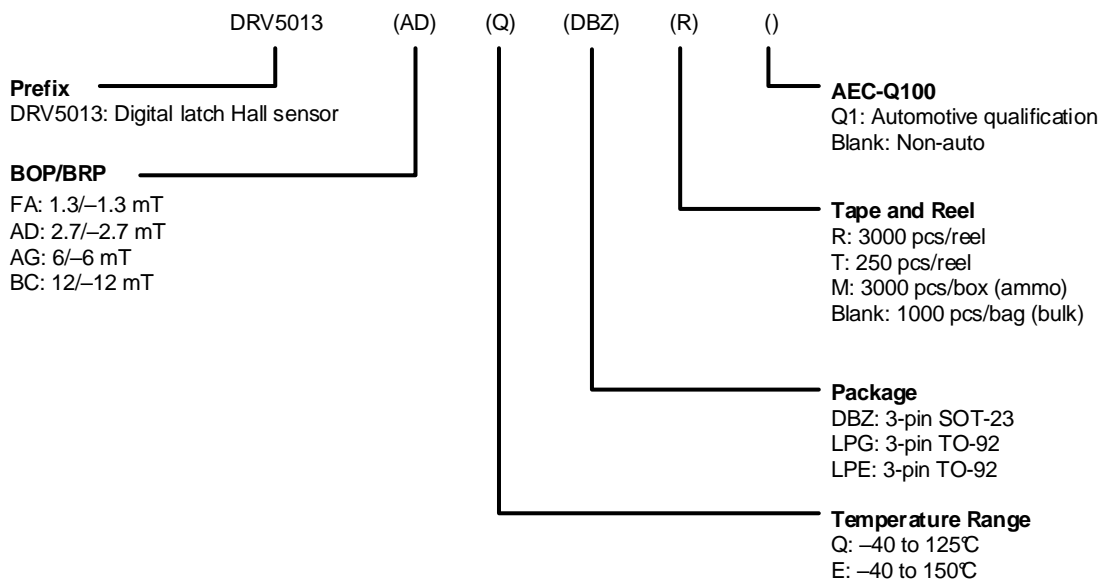 DRV5013 (AD) (Q) (DBZ) (R) ()
Prefix
DRV5013: Digital latch Hall sensor
BOP/BRP
FA: 1.3/–1.3 mT
AD: 2.7/–2.7 mT
AG: 6/–6 mT
BC: 12/–12 mT
AEC-Q100
Q1: Automotive qualification
Blank: Non-auto
Tape and Reel
R: 3000 pcs/reel
T: 250 pcs/reel
M: 3000 pcs/box (ammo)
Blank: 1000 pcs/bag (bulk)
Package
DBZ: 3-pin SOT-23
LPG: 3-pin TO-92
LPE: 3-pin TO-92
Temperature Range
Q: –40 to 125℃
E: –40 to 150℃